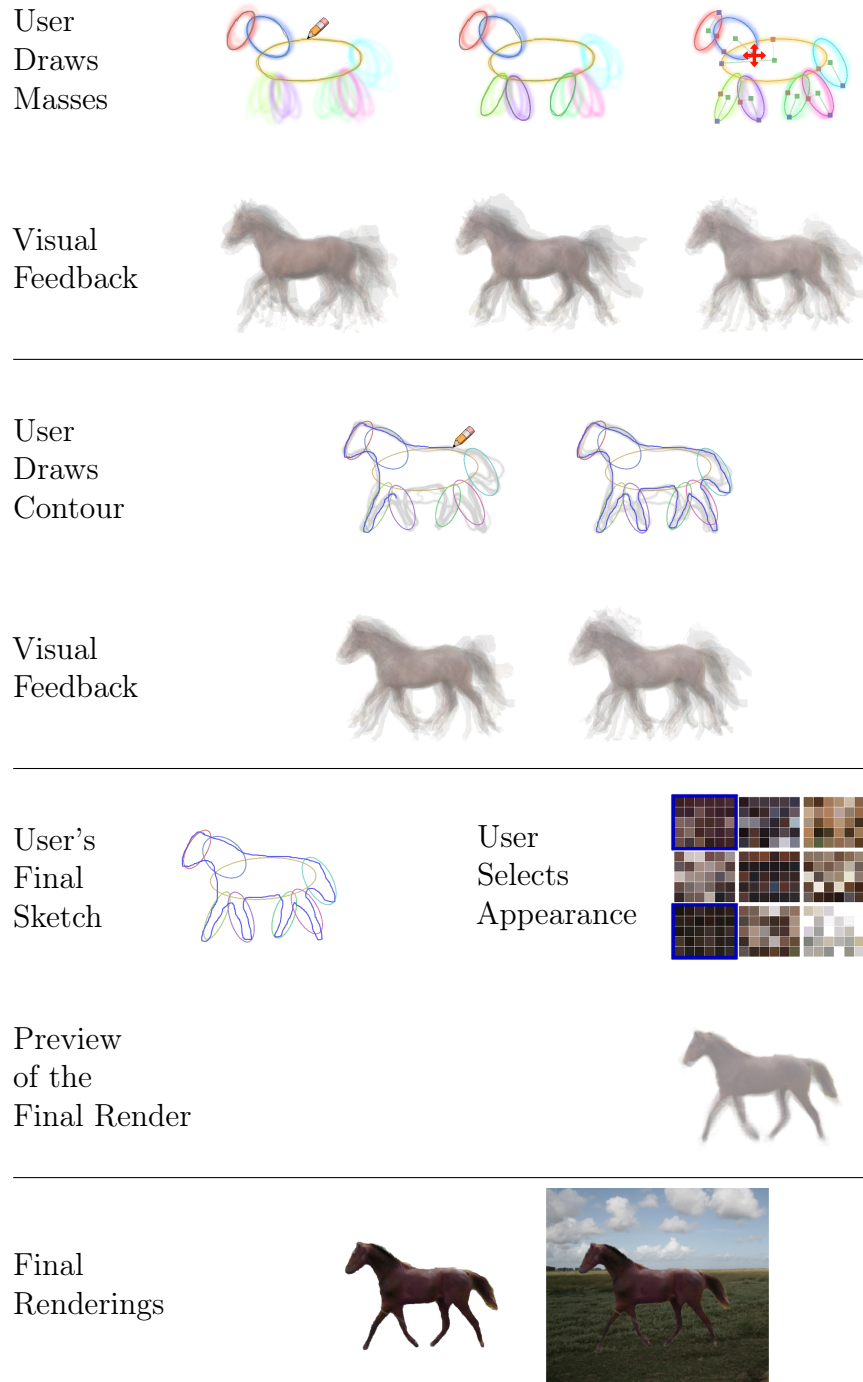 User
Draws
Masses
Visual
Feedback
User
Draws
Contour
Visual
Feedback
User's
Final
Sketch
User
Selects
Appearance
Preview
of the
Final Render
Final
Renderings